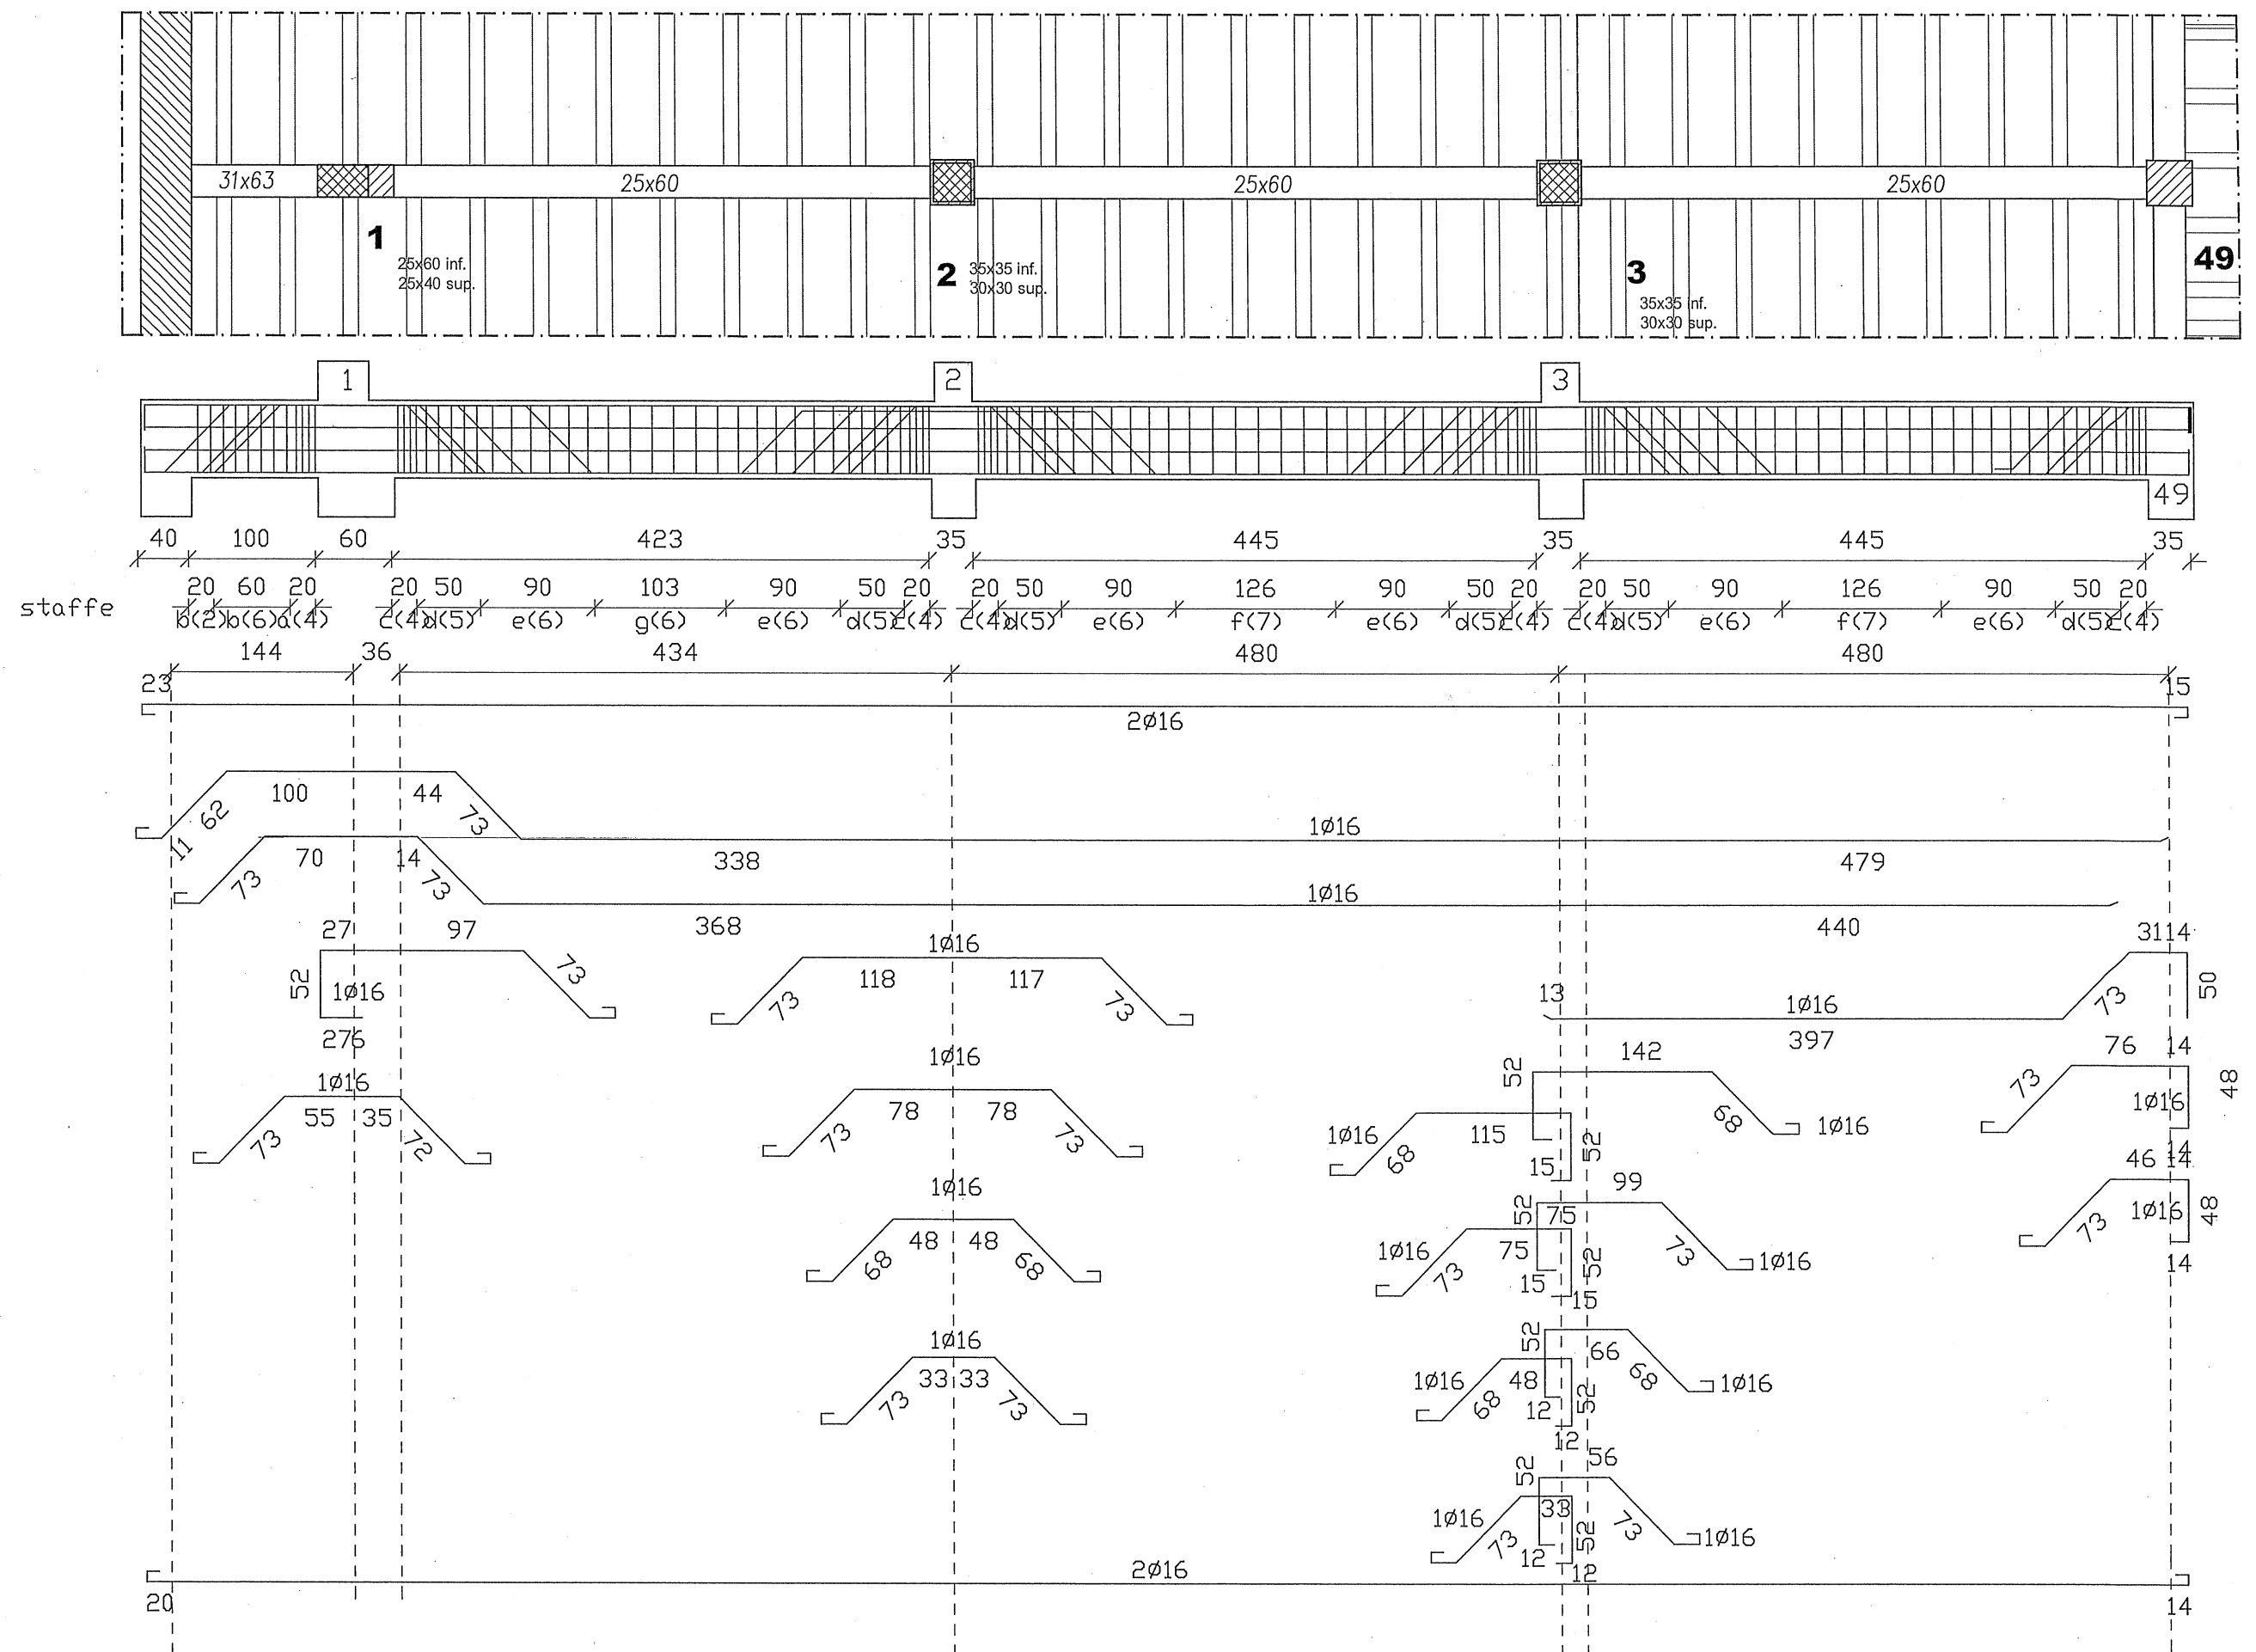 31x63 25x60 25x60 25x60
1
25x60 inf.
25x40 sup.
2
35x35 inf.
30x30 sup.
3
35x35 inf.
30x30 sup.
49
1 2 3
49
40 100 60 423 35 445 35 445 35
20 60 20 20 50 90 103 90 50 20 20 50 90 126 90 50 20 20 50 90 126 90 50 20
staffe b(2) b(6) a(4) c(4) d(5) e(6) g(6) e(6) d(5) c(4) c(4) d(5) e(6) f(7) e(6) d(5) c(4) c(4) d(5) e(6) f(7) e(6) d(5) c(4)
144 36 434 480 480
23 15
2ø16
100 44
11 62 73
1ø16
338 479
70 14
73 73
1ø16
368 440
27 97
52 1ø16 73
276
1ø16
118 117
73 73
3114
13 1ø16 73 50
397
1ø16
55 35
73 72
1ø16
78 78
73 73
142
52 68 1ø16
1ø16 115
68 15 52
76 14
73 1ø16 48
14
46 14
73 1ø16 48
14
1ø16
48 48
68 68
99
52 75 73 1ø16
1ø16 75
73 15 52
15
1ø16
33 33
73 73
52 66 68 1ø16
1ø16 48
68 12 52
12
56
52 33 73 1ø16
1ø16
73 12 52
12
2ø16
20 14